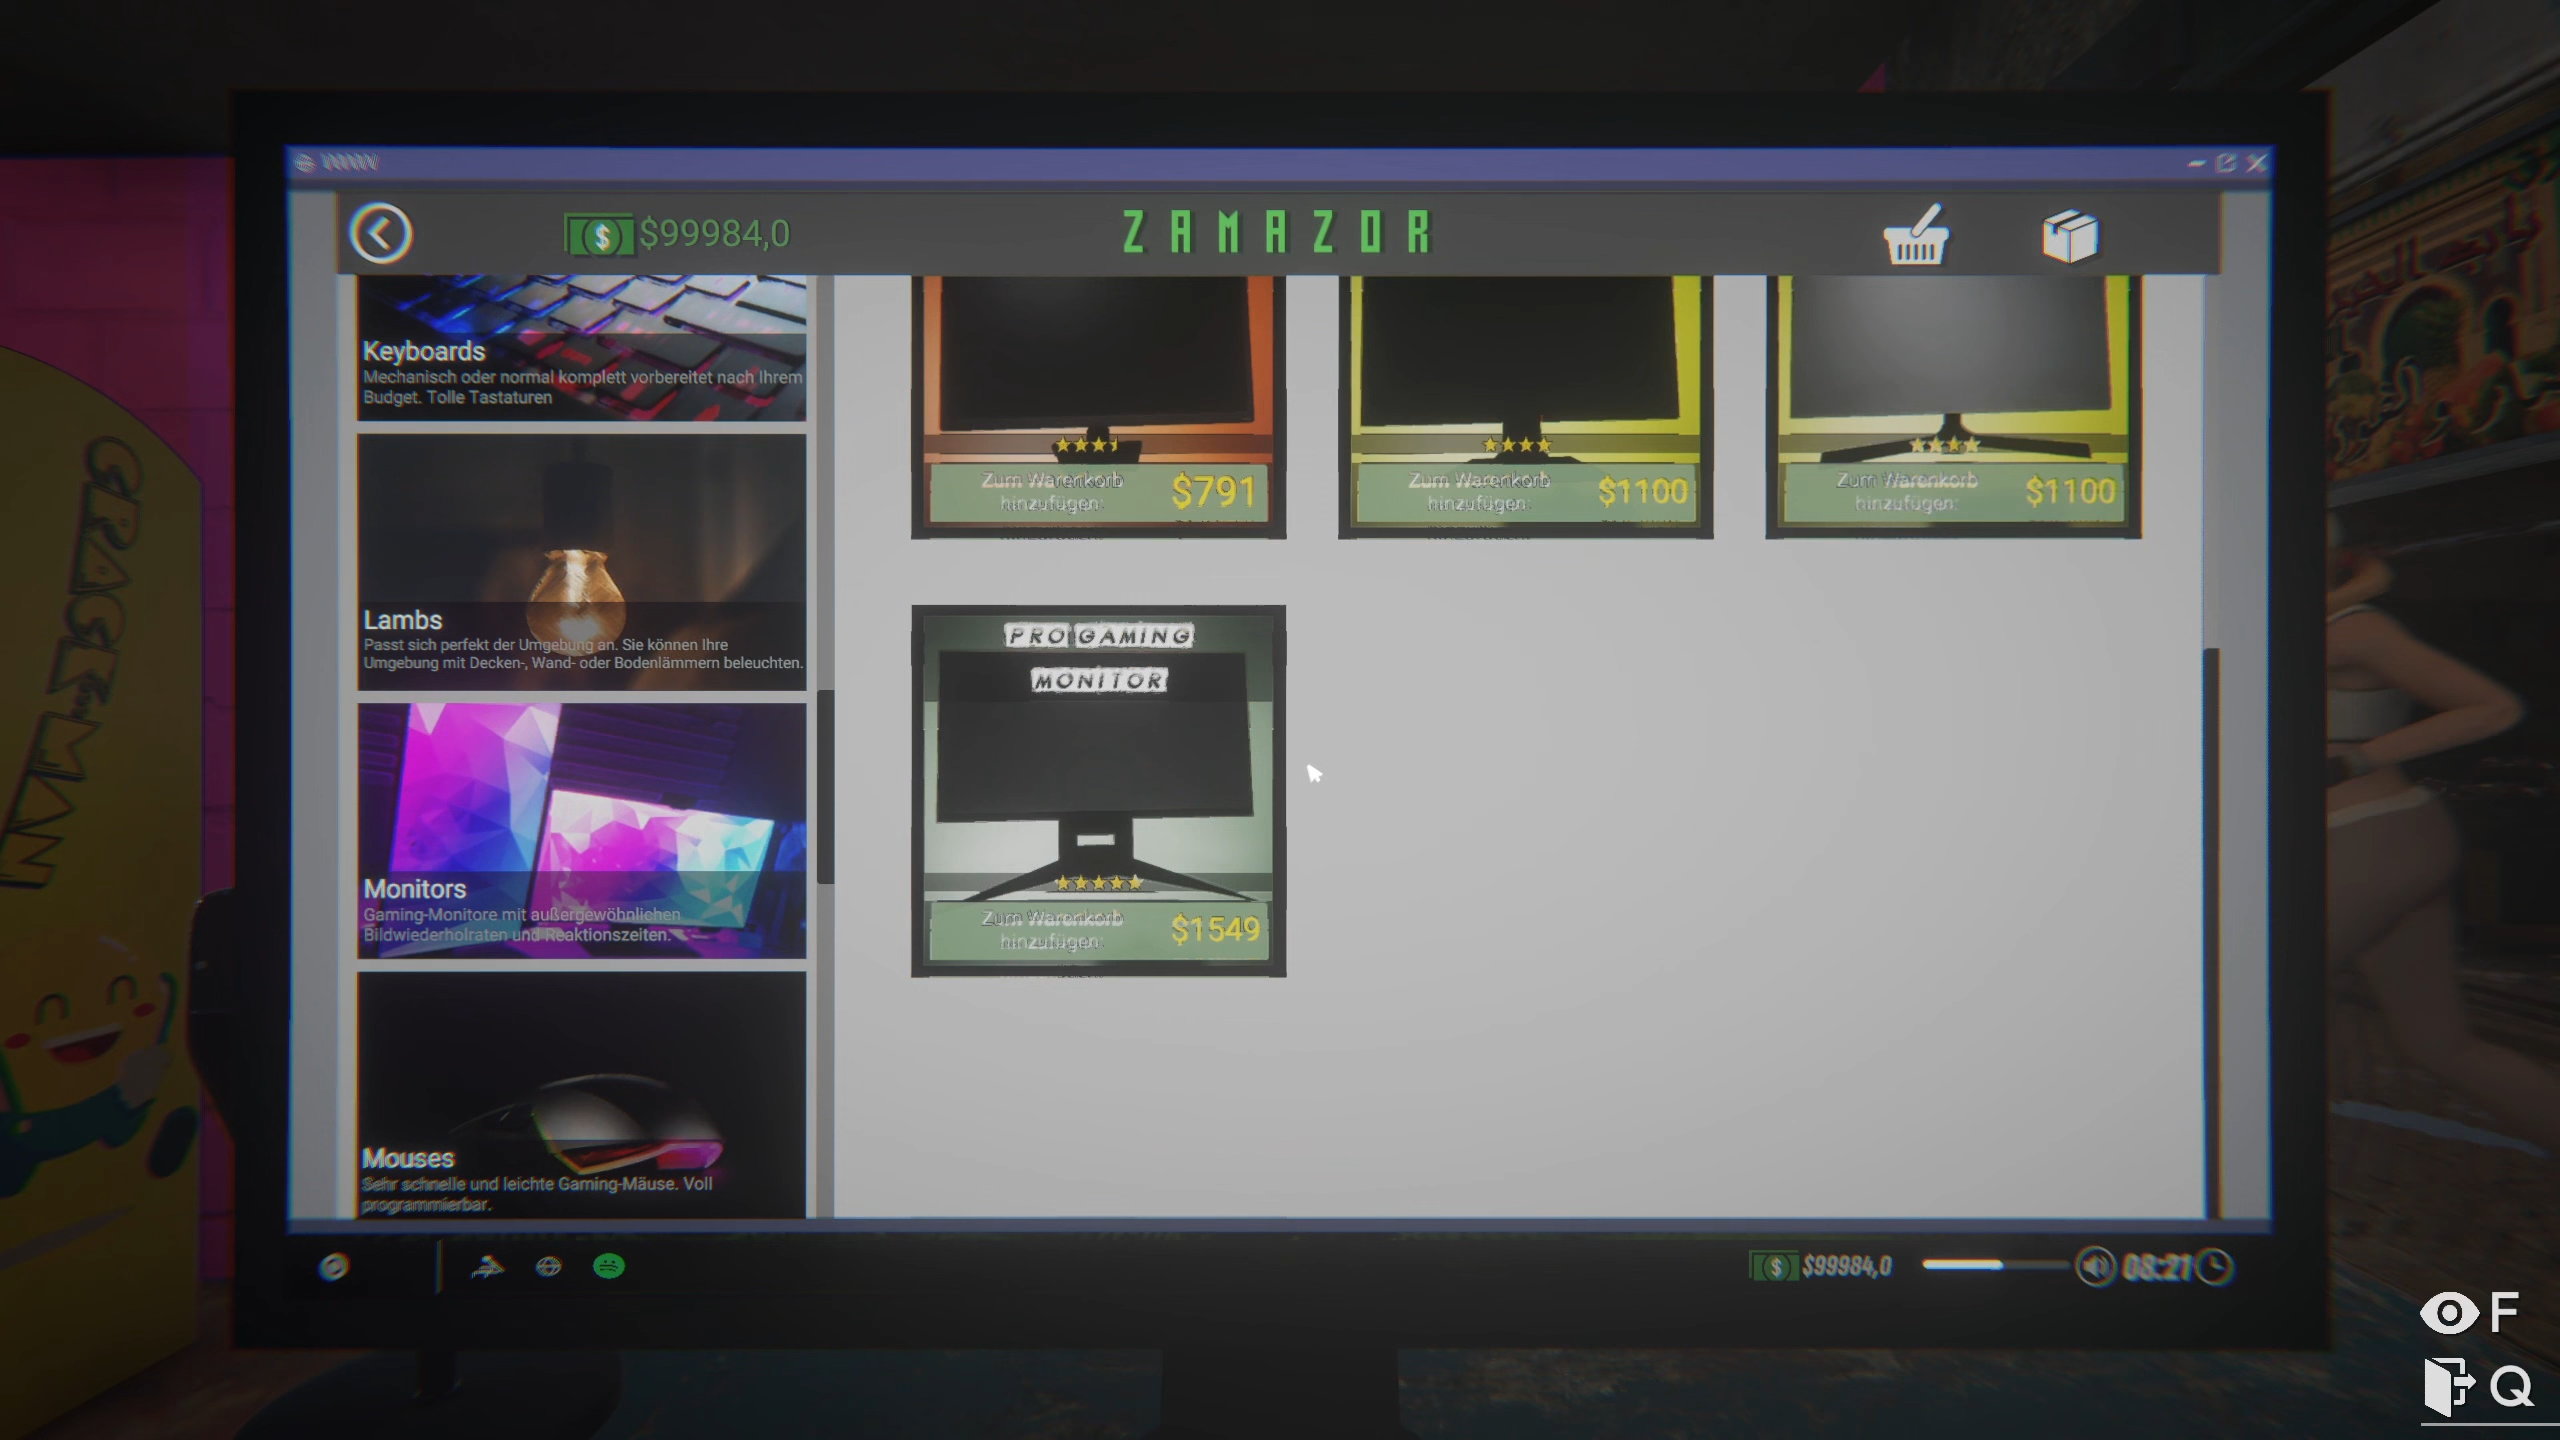 WWW
$99984,0
ZAMAZOR
Keyboards
Mechanisch oder normal komplett vorbereitet nach Ihrem
Budget. Tolle Tastaturen
Lambs
Passt sich perfekt der Umgebung an. Sie können Ihre
Umgebung mit Decken-, Wand- oder Bodenlämmern beleuchten.
Monitors
Gaming-Monitore mit außergewöhnlichen
Bildwiederholraten und Reaktionszeiten.
Mouses
Sehr schnelle und leichte Gaming-Mäuse. Voll
programmierbar.
Zum Warenkorb
hinzufügen:
$791
Zum Warenkorb
hinzufügen:
$1100
Zum Warenkorb
hinzufügen:
$1100
PRO GAMING
MONITOR
Zum Warenkorb
hinzufügen:
$1549
$99984,0
08:21
F
Q